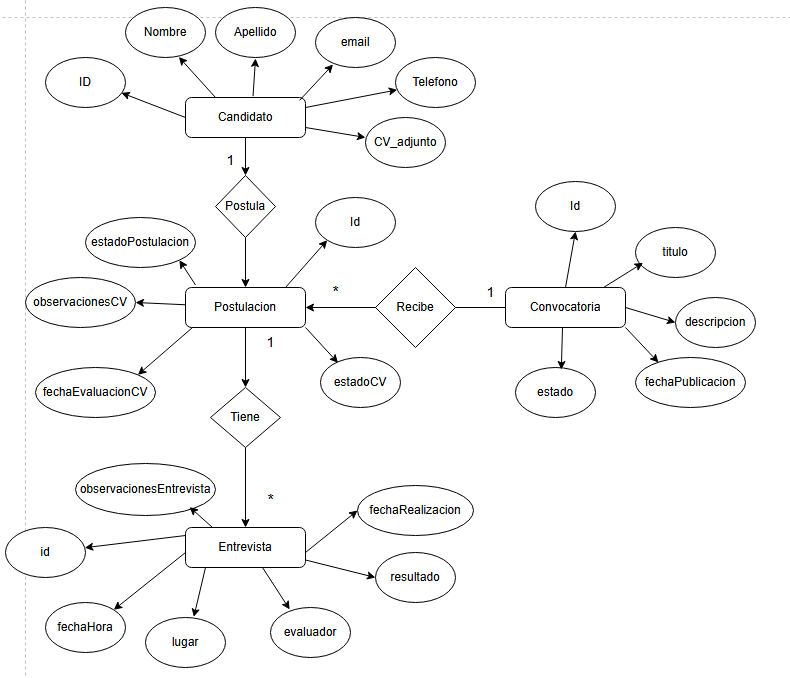 Nombre
Apellido
email
ID
Telefono
Candidato
CV_adjunto
1
Postula
Id
Id
estadoPostulacion
titulo
observacionesCV
*
1
Postulacion
Recibe
Convocatoria
descripcion
1
fechaEvaluacionCV
estadoCV
estado
fechaPublicacion
Tiene
observacionesEntrevista
*
fechaRealizacion
id
Entrevista
resultado
fechaHora
lugar
evaluador